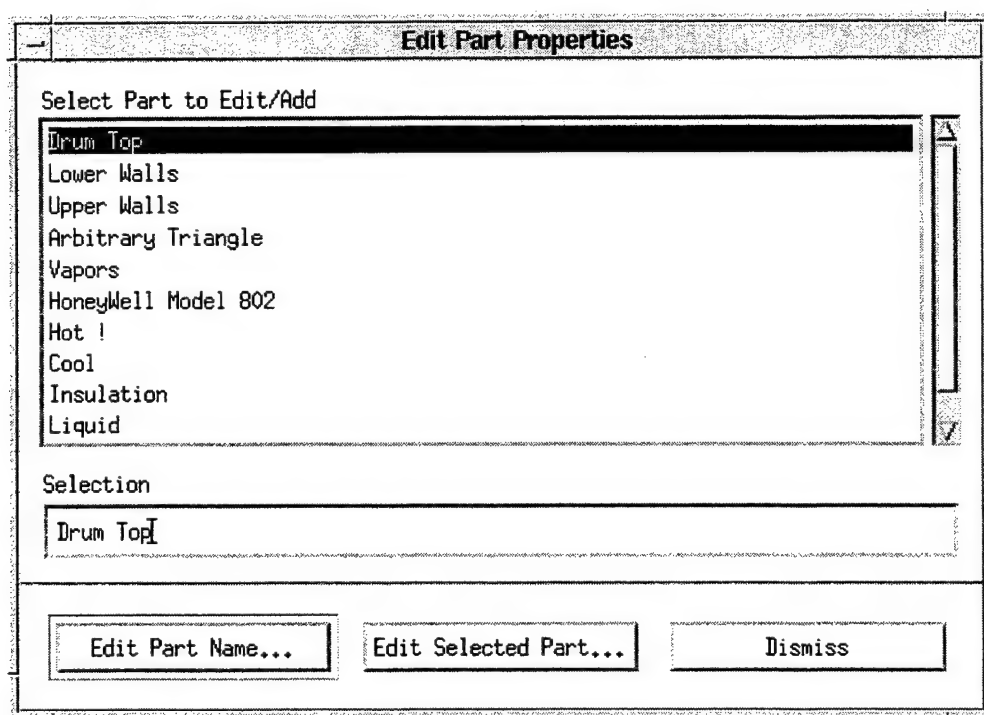 Edit Part Properties
Select Part to Edit/Add
Drum Top
Lower Walls
Upper Walls
Arbitrary Triangle
Vapors
HoneyWell Model 802
Hot !
Cool
Insulation
Liquid
Selection
Drum Top
Edit Part Name... Edit Selected Part... Dismiss